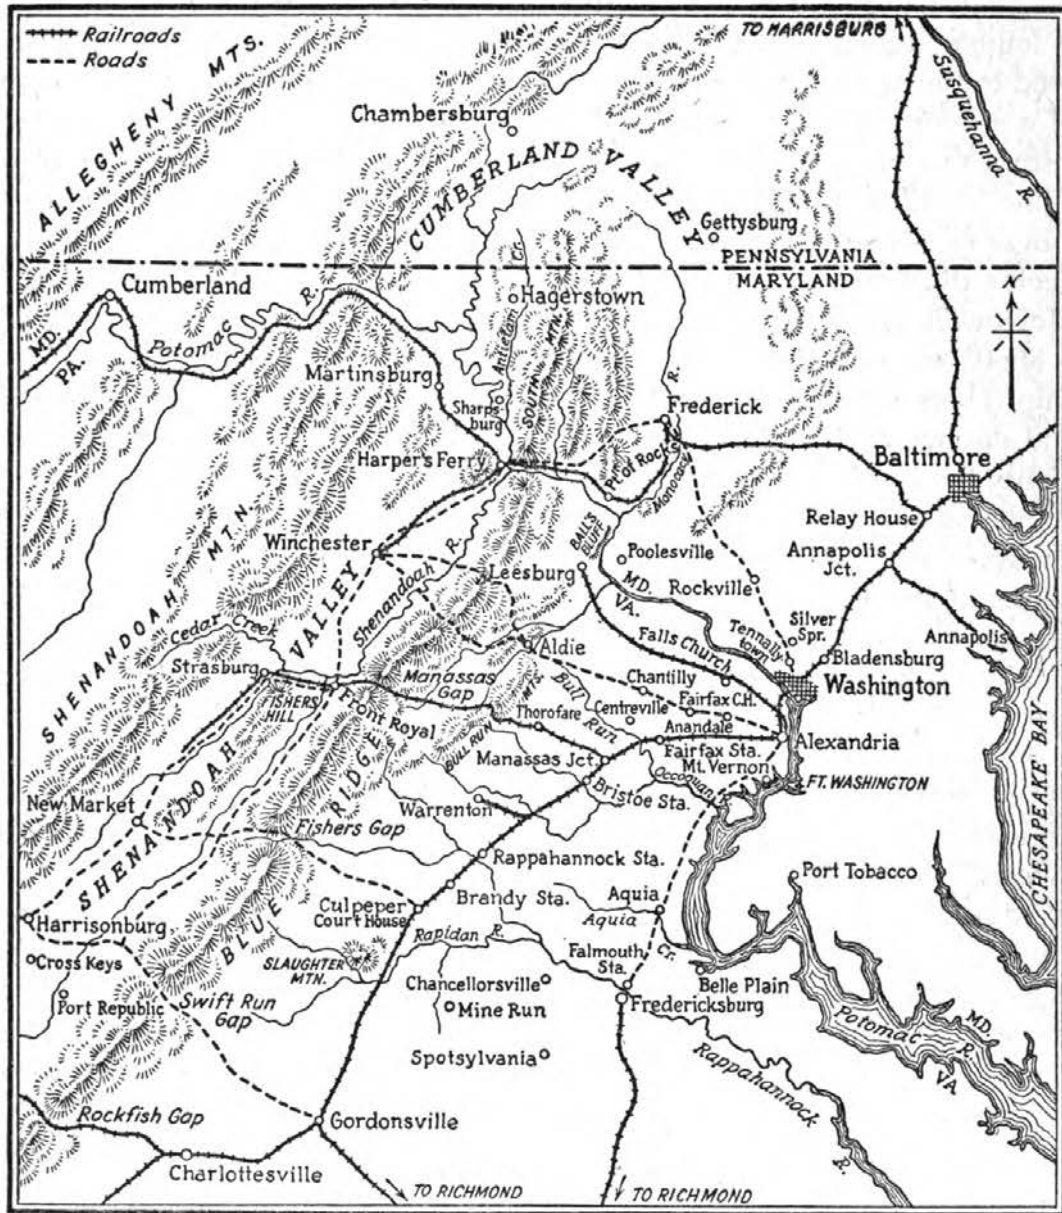 Railroads
Roads
TO HARRISBURG
Susquehanna R.
ALLEGHENY MTS.
Chambersburg
CUMBERLAND VALLEY
Gettysburg
PENNSYLVANIA
MARYLAND
Cumberland
MD.
PA.
Potomac R.
Hagerstown
Antietam Cr.
SOUTH MTN.
R.
Martinsburg
Sharps
burg
Frederick
Harper's Ferry
Pt. of Rocks
Monocacy
Baltimore
Relay House
Annapolis
Jct.
Annapolis
SHENANDOAH MTN.
Winchester
Shenandoah R.
Leesburg
BALL'S
BLUFF
Poolesville
MD.
VA.
Rockville
Silver
Spr.
Tennally
town
Bladensburg
Washington
Falls Church
Aldie
Chantilly
Fairfax C.H.
Centreville
Anandale
Alexandria
Fairfax Sta.
Mt. Vernon
FT. WASHINGTON
Cedar Creek
Strasburg
FISHERS
HILL
SHENANDOAH VALLEY
Front Royal
Manassas
Gap
Bull Run
BULL RUN MTS.
Thorofare
Manassas Jct.
Bristoe Sta.
Occoquan
New Market
Warrenton
BLUE RIDGE
Fishers Gap
Rappahannock Sta.
Brandy Sta.
Culpeper
Court House
Aquia
Aquia Cr.
Port Tobacco
CHESAPEAKE BAY
Harrisonburg
Cross Keys
Port Republic
Swift Run
Gap
SLAUGHTER
MTN.
Rapidan R.
Falmouth
Sta.
Chancellorsville
Mine Run
Fredericksburg
Belle Plain
Spotsylvania
Potomac R.
MD.
VA.
Rappahannock R.
Rockfish Gap
Gordonsville
Charlottesville
TO RICHMOND
TO RICHMOND